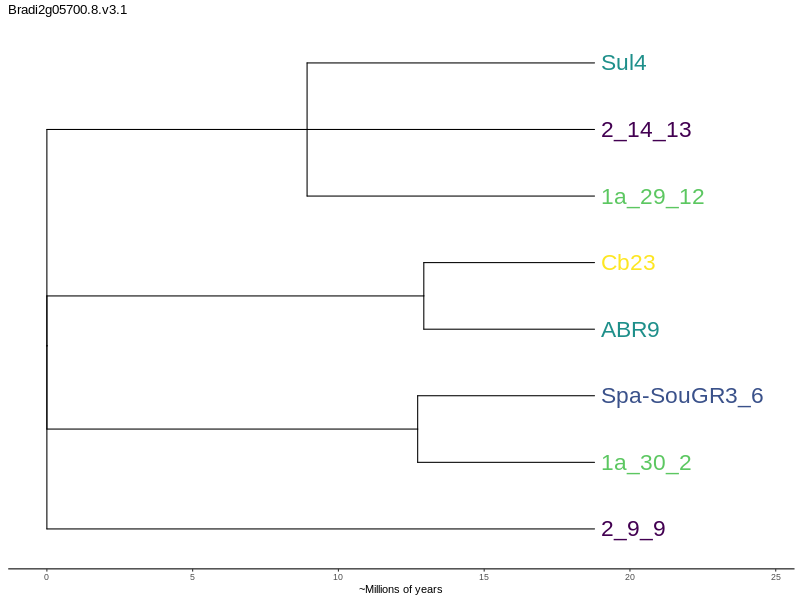 Bradi2g05700.8.v3.1
Sul4
2_14_13
1a_29_12
Cb23
ABR9
Spa-SouGR3_6
1a_30_2
2_9_9
0 5 10 15 20 25
~Millions of years